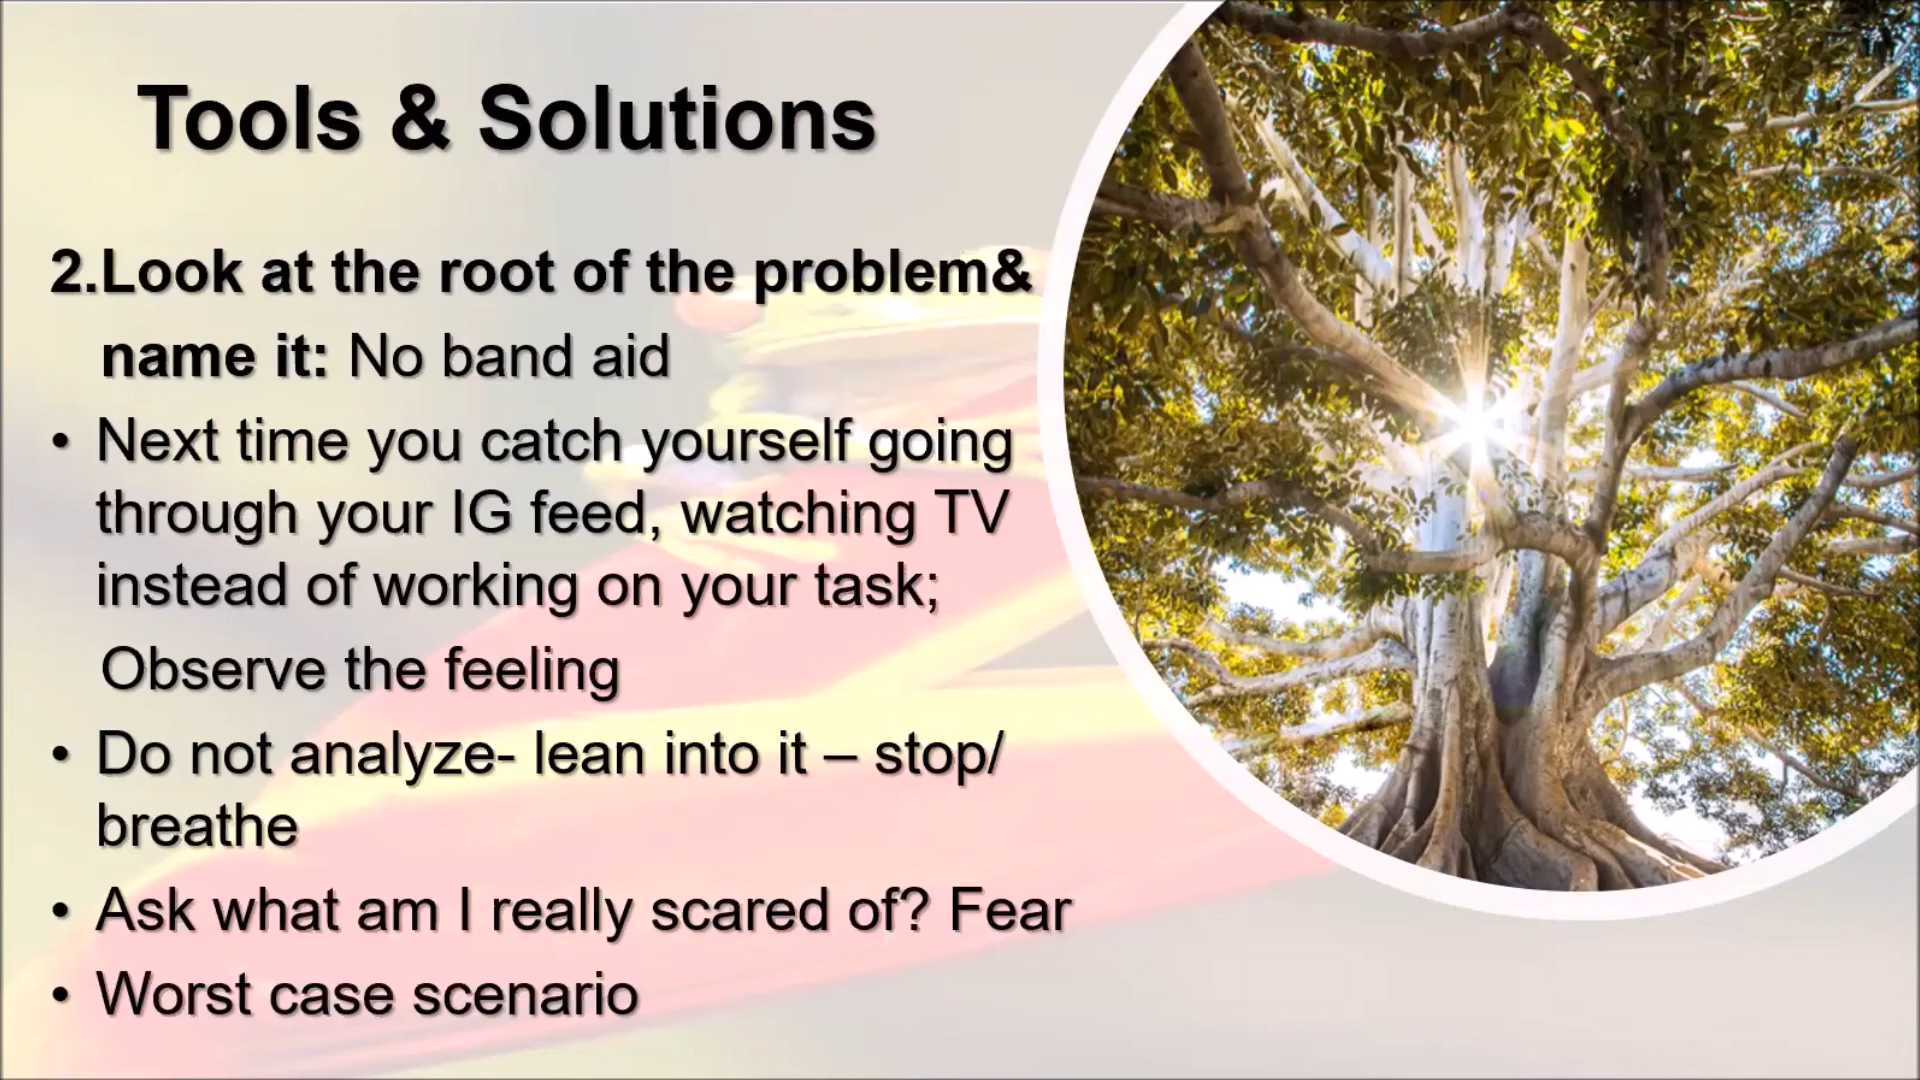 Tools & Solutions
2.Look at the root of the problem&
name it: No band aid
• Next time you catch yourself going
through your IG feed, watching TV
instead of working on your task;
Observe the feeling
• Do not analyze- lean into it – stop/
breathe
• Ask what am I really scared of? Fear
• Worst case scenario